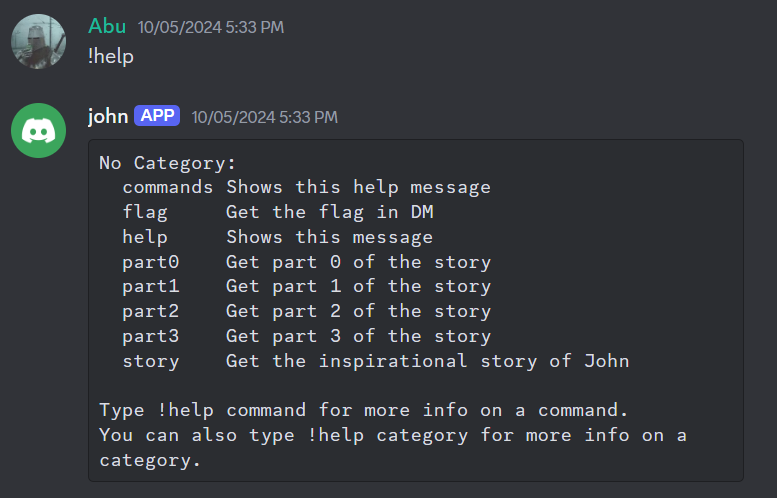 Abu 10/05/2024 5:33 PM
!help
john APP 10/05/2024 5:33 PM
No Category:
  commands Shows this help message
  flag     Get the flag in DM
  help     Shows this message
  part0    Get part 0 of the story
  part1    Get part 1 of the story
  part2    Get part 2 of the story
  part3    Get part 3 of the story
  story    Get the inspirational story of John
Type !help command for more info on a command.
You can also type !help category for more info on a
category.